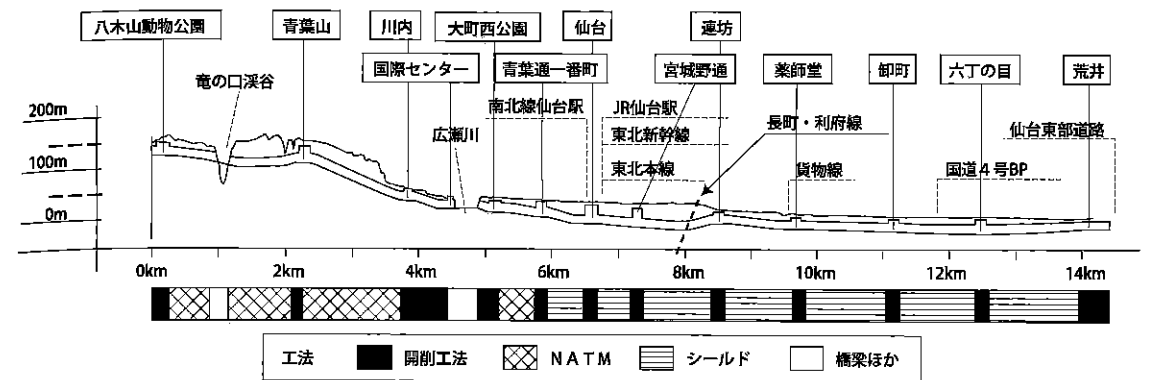 八木山動物公園 青葉山 川内 大町西公園 仙台 連坊
国際センター 青葉通一番町 宮城野通 薬師堂 卸町 六丁の目 荒井
竜の口渓谷
200m 南北線仙台駅 JR仙台駅 長町・利府線 仙台東部道路
広瀬川 東北新幹線
100m 東北本線 貨物線 国道4号BP
0m
0km 2km 4km 6km 8km 10km 12km 14km
工法 開削工法 NATM シールド 橋梁ほか